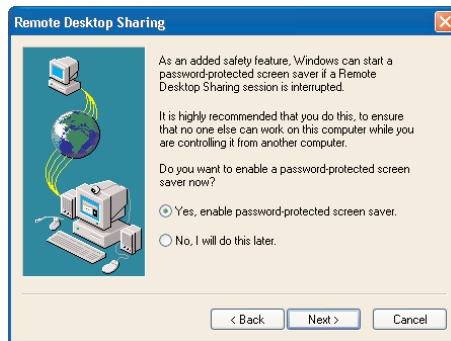 Remote Desktop Sharing
As an added safety feature, Windows can start a
password-protected screen saver if a Remote
Desktop Sharing session is interrupted.
It is highly recommended that you do this, to ensure
that no one else can work on this computer while you
are controlling it from another computer.
Do you want to enable a password-protected screen
saver now?
Yes, enable password-protected screen saver.
No, I will do this later.
< Back
Next >
Cancel